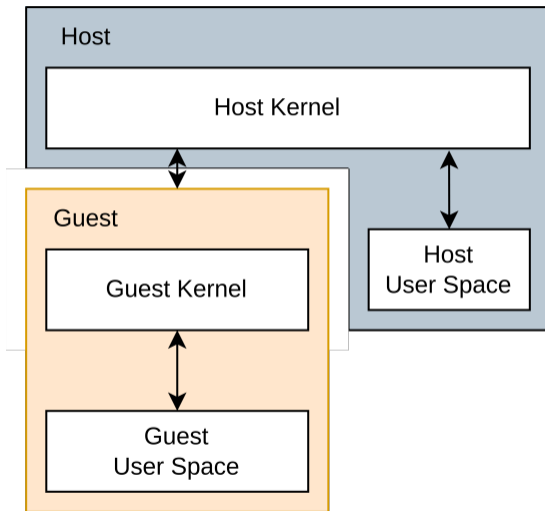 Host
Host Kernel
Guest
Host
User Space
Guest Kernel
Guest
User Space